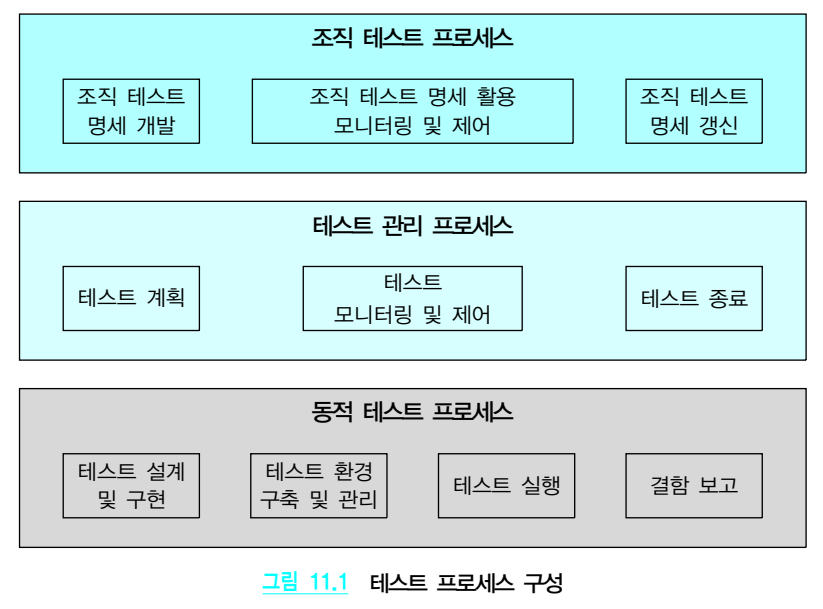 조직 테스트 프로세스
조직 테스트
명세 개발
조직 테스트 명세 활용
모니터링 및 제어
조직 테스트
명세 갱신
테스트 관리 프로세스
테스트 계획
테스트
모니터링 및 제어
테스트 종료
동적 테스트 프로세스
테스트 설계
및 구현
테스트 환경
구축 및 관리
테스트 실행
결함 보고
그림 11.1 테스트 프로세스 구성